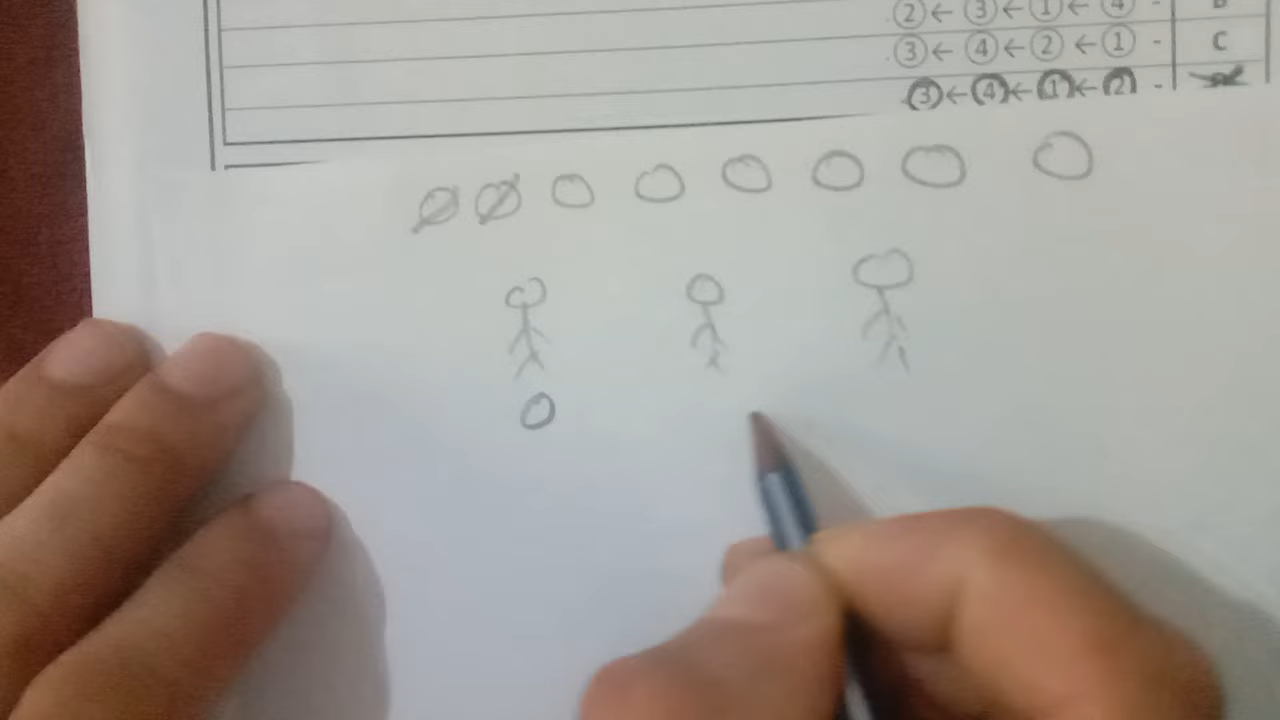 ② ← ③ ← ① ← ④ - B
③ ← ④ ← ② ← ① - C
③ ← ④ ← ① ← ② -